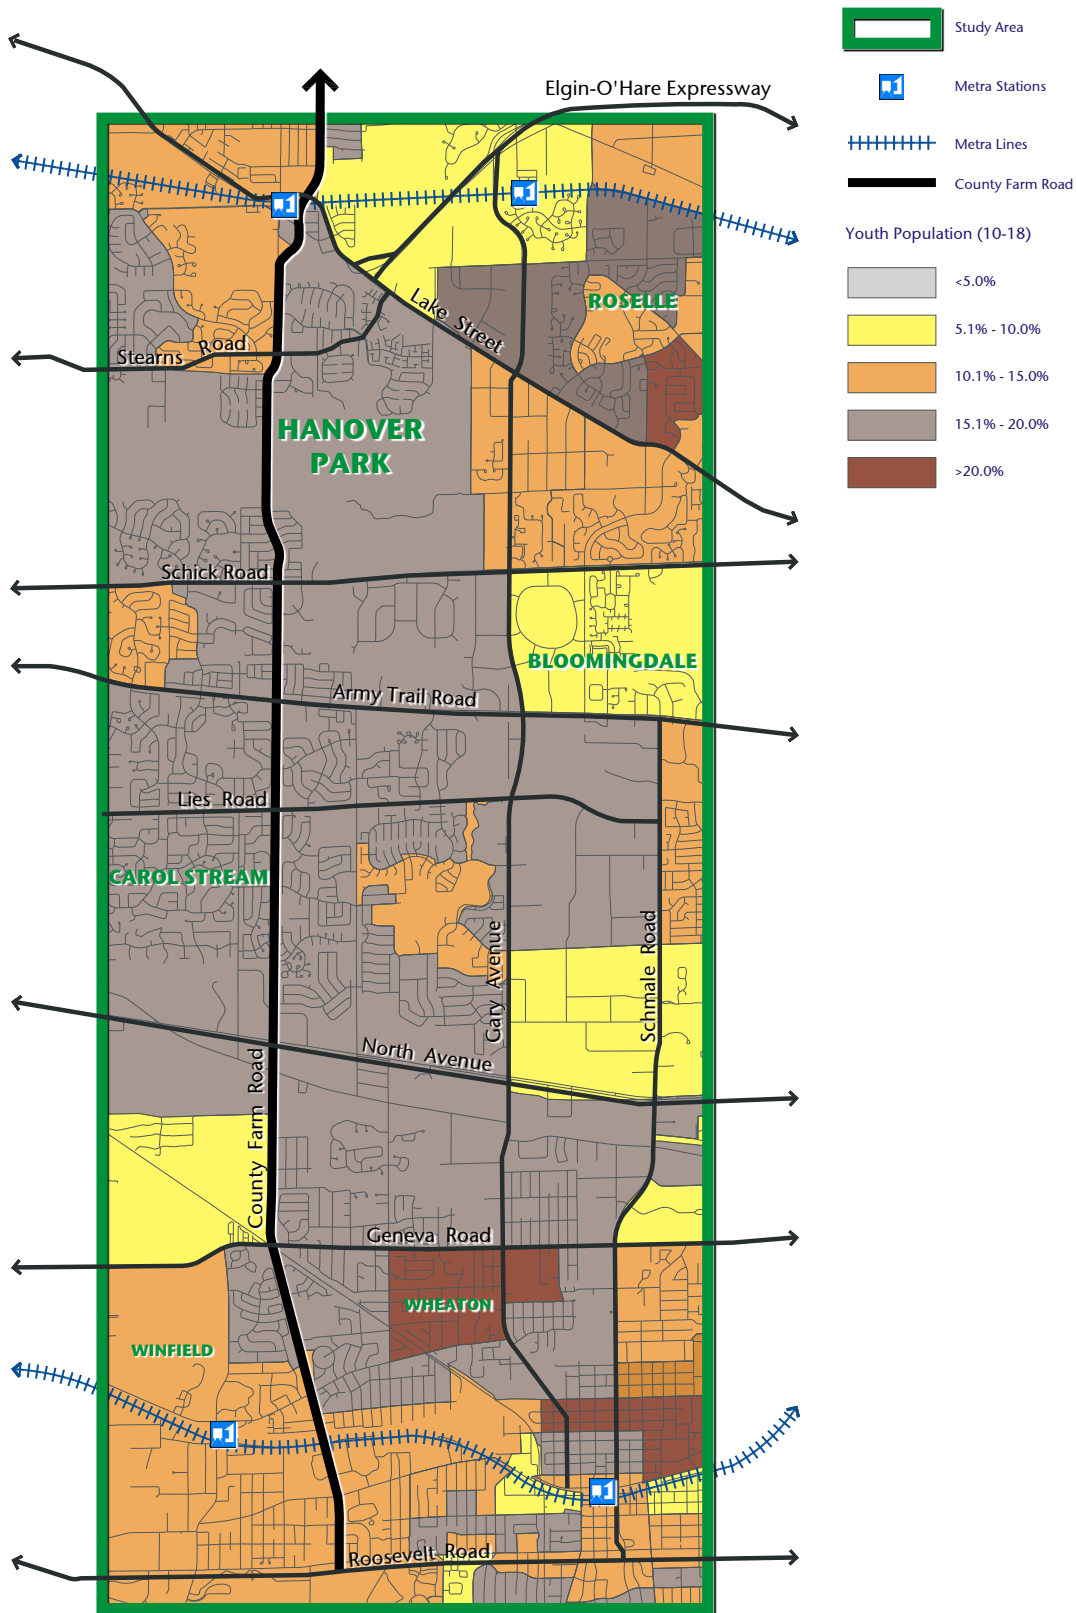 Study Area
Metra Stations
Metra Lines
County Farm Road
Youth Population (10-18)
<5.0%
5.1% - 10.0%
10.1% - 15.0%
15.1% - 20.0%
>20.0%
Elgin-O'Hare Expressway
ROSELLE
Lake Street
Stearns Road
HANOVER
PARK
Schick Road
BLOOMINGDALE
Army Trail Road
Lies Road
CAROL STREAM
Gary Avenue
Schmale Road
North Avenue
County Farm Road
Geneva Road
WHEATON
WINFIELD
Roosevelt Road